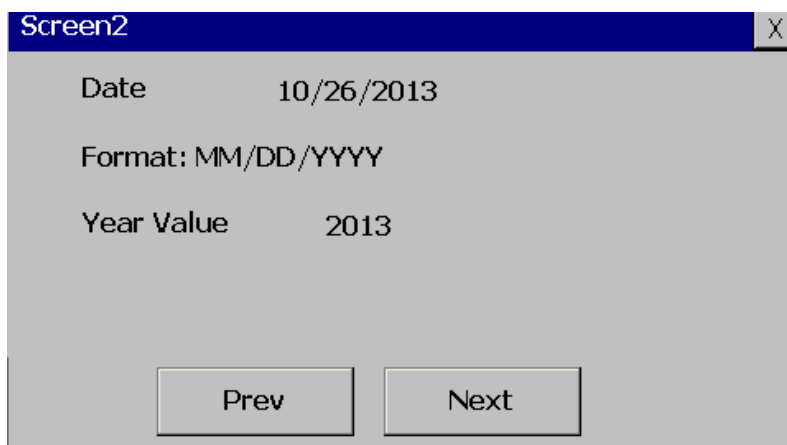 Screen2 X
Date 10/26/2013
Format: MM/DD/YYYY
Year Value 2013
Prev Next